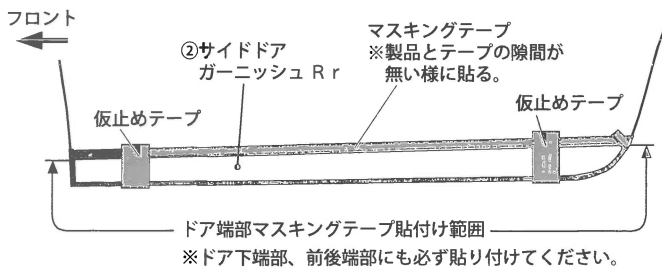 フロント
マスキングテープ
※製品とテープの隙間が
無い様に貼る。
②サイドドア
ガーニッシュＲｒ
仮止めテープ
仮止めテープ
ドア端部マスキングテープ貼付け範囲
※ドア下端部、前後端部にも必ず貼り付けてください。